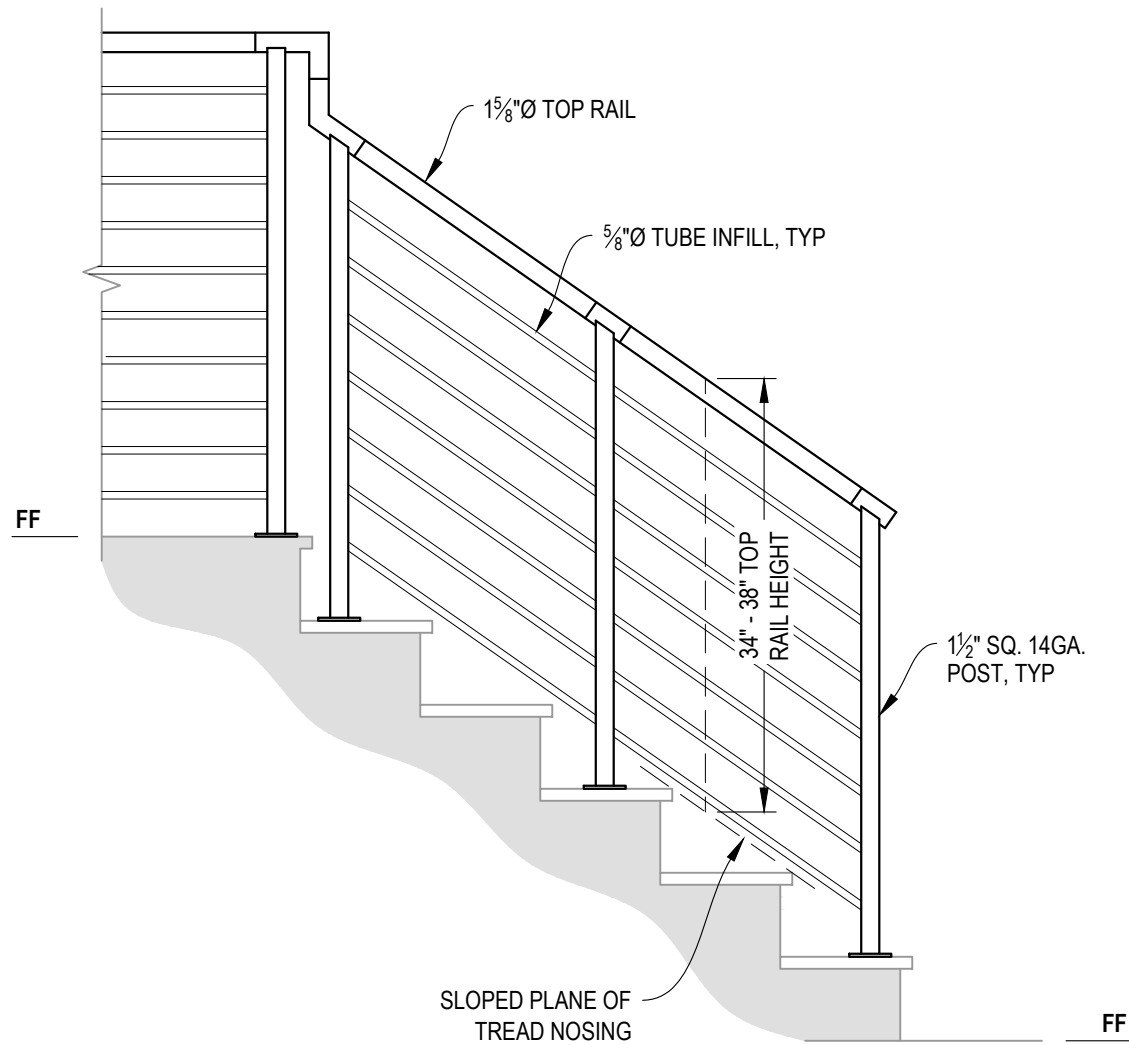 1⅝"Ø TOP RAIL
⅝"Ø TUBE INFILL, TYP
FF
34" - 38" TOP
RAIL HEIGHT
1½" SQ. 14GA.
POST, TYP
SLOPED PLANE OF
TREAD NOSING
FF